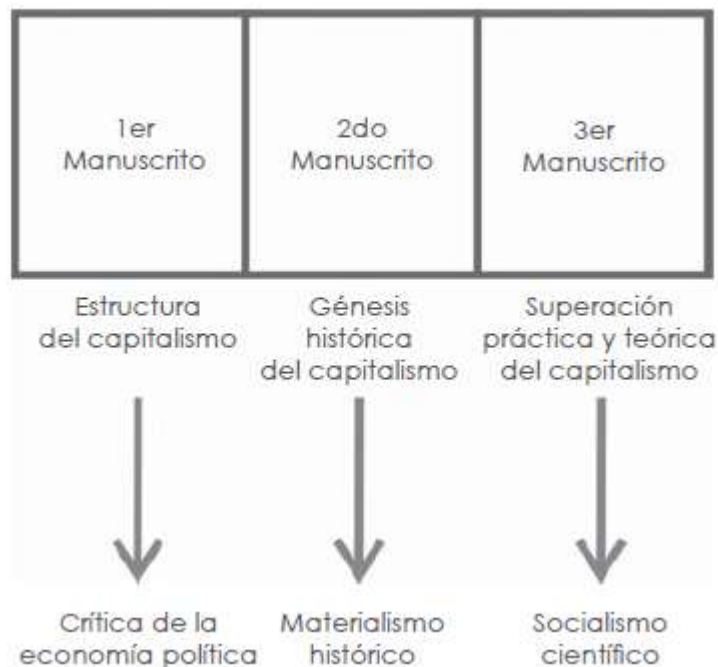 1er
Manuscrito
2do
Manuscrito
3er
Manuscrito
Estructura
del capitalismo
Génesis
histórica
del capitalismo
Superación
práctica y teórica
del capitalismo
Crítica de la
economía política
Materialismo
histórico
Socialismo
científico